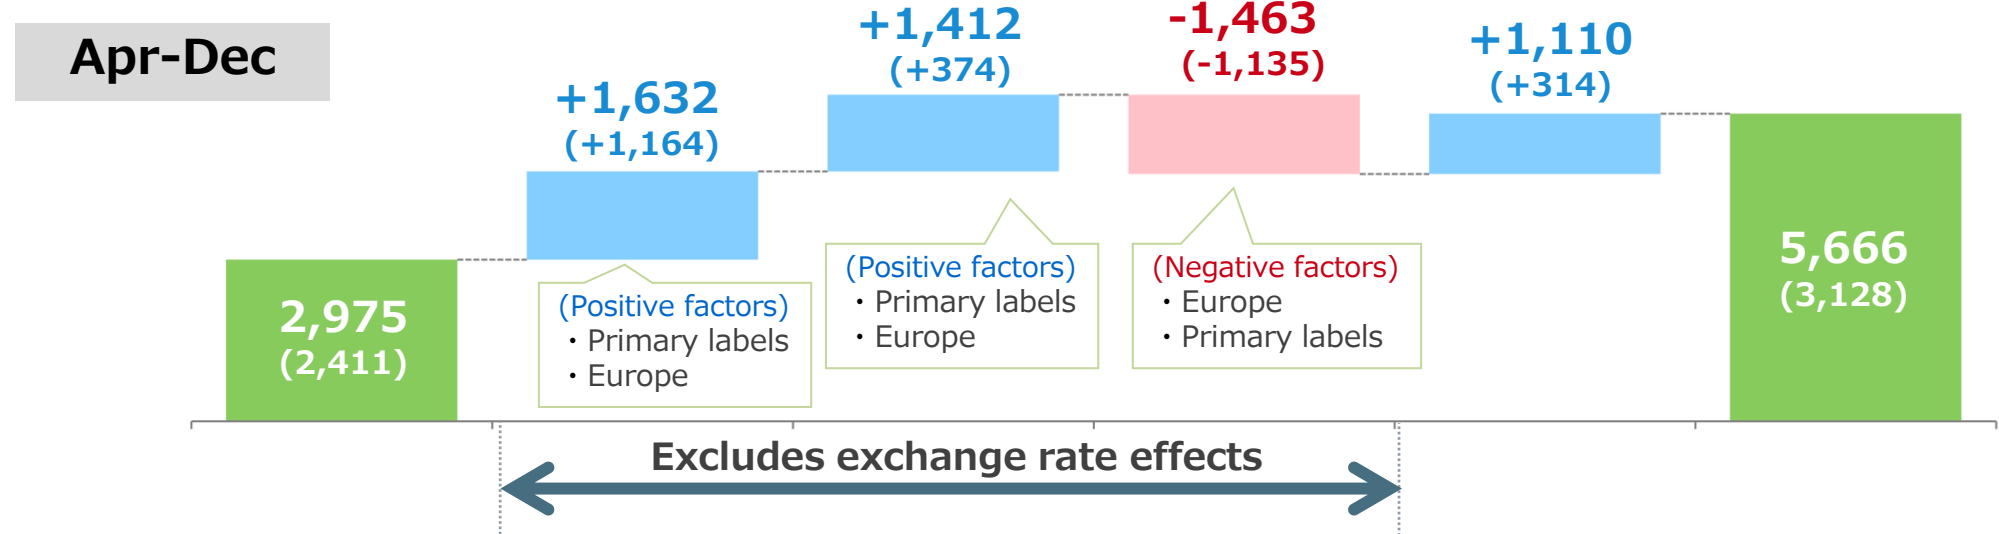 Apr-Dec
2,975
(2,411)
+1,632
(+1,164)
(Positive factors)
・Primary labels
・Europe
+1,412
(+374)
(Positive factors)
・Primary labels
・Europe
-1,463
(-1,135)
(Negative factors)
・Europe
・Primary labels
+1,110
(+314)
5,666
(3,128)
Excludes exchange rate effects